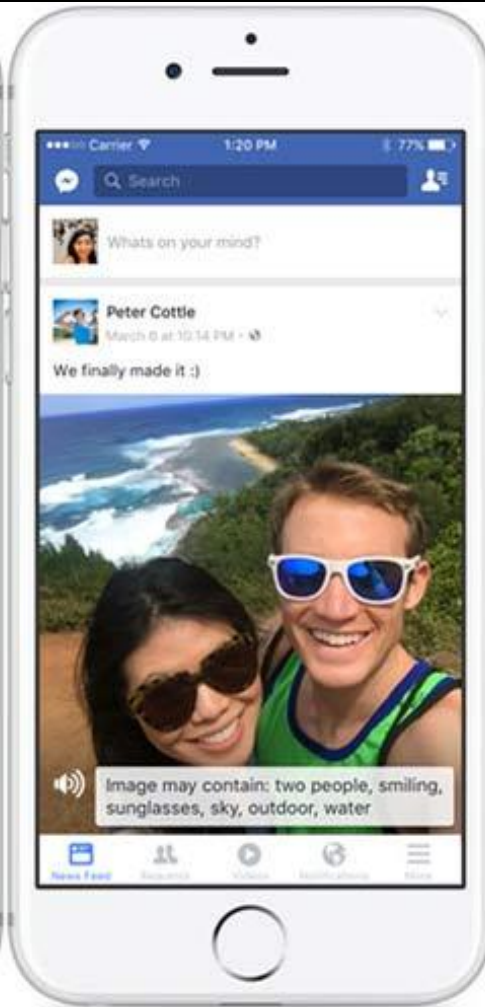 Carrier 1:20 PM 77%
Search
Whats on your mind?
Peter Cottle
March 6 at 10:14 PM
We finally made it :)
Image may contain: two people, smiling,
sunglasses, sky, outdoor, water
News Feed Requests Videos Notifications More